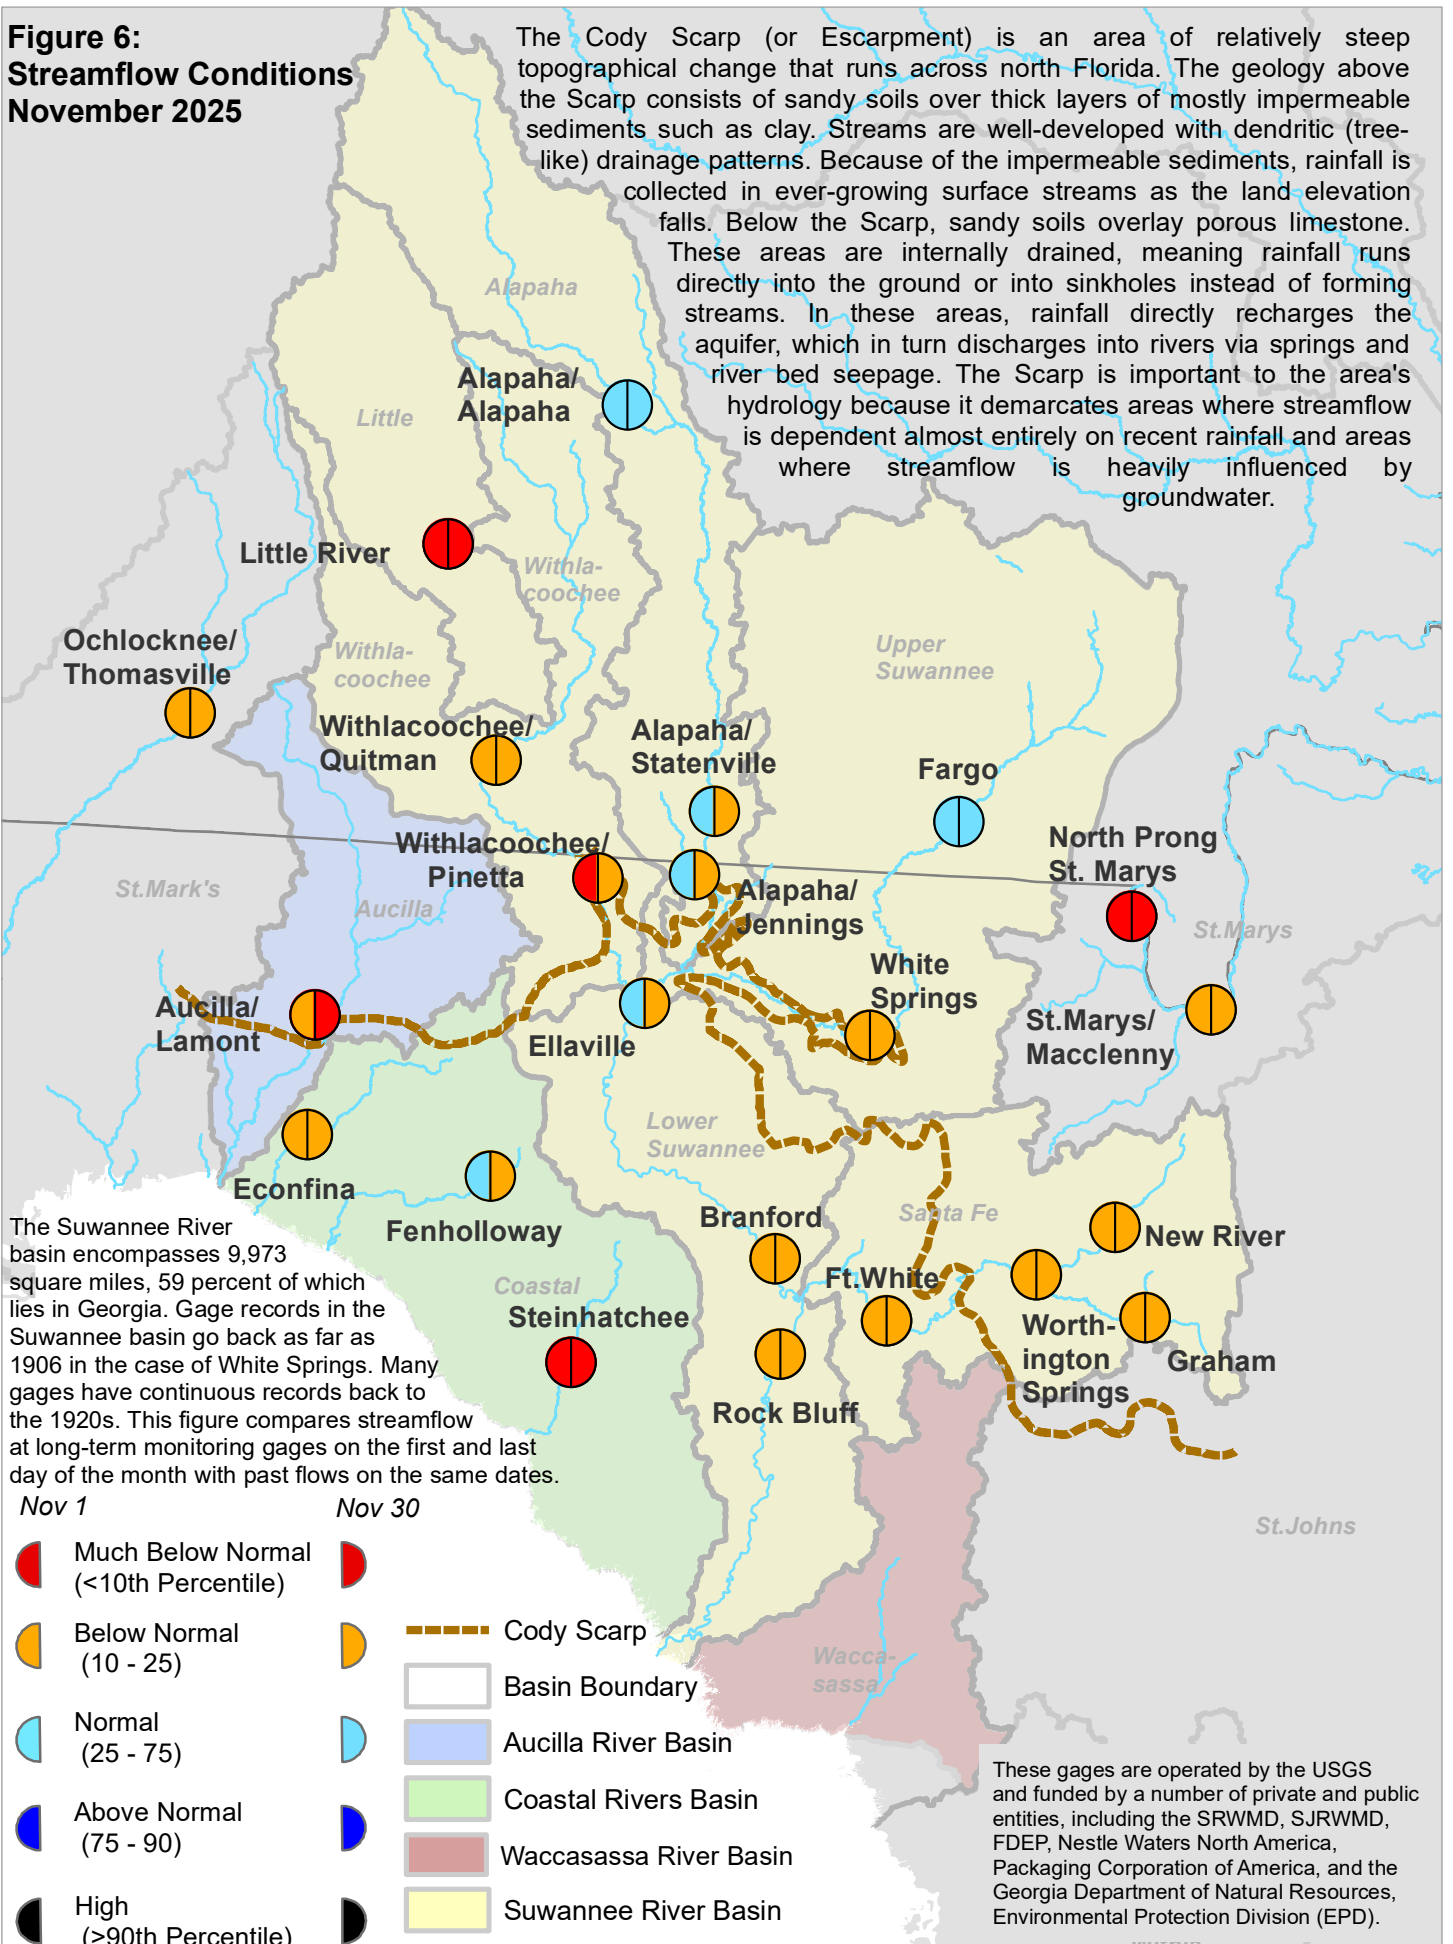 Figure 6:
Streamflow Conditions
November 2025
The Cody Scarp (or Escarpment) is an area of relatively steep
topographical change that runs across north Florida. The geology above
the Scarp consists of sandy soils over thick layers of mostly impermeable
sediments such as clay. Streams are well-developed with dendritic (tree-
like) drainage patterns. Because of the impermeable sediments, rainfall is
collected in ever-growing surface streams as the land elevation
falls. Below the Scarp, sandy soils overlay porous limestone.
These areas are internally drained, meaning rainfall runs
directly into the ground or into sinkholes instead of forming
streams. In these areas, rainfall directly recharges the
aquifer, which in turn discharges into rivers via springs and
river bed seepage. The Scarp is important to the area's
hydrology because it demarcates areas where streamflow
is dependent almost entirely on recent rainfall and areas
where streamflow is heavily influenced by
groundwater.
Alapaha
Alapaha/
Alapaha
Little
Little River
Withla-
coochee
Ochlocknee/
Thomasville
Withla-
coochee
Upper
Suwannee
Withlacoochee/
Quitman
Alapaha/
Statenville
Fargo
Withlacoochee/
Pinetta
North Prong
St. Marys
St.Mark's
Aucilla
Alapaha/
Jennings
St.Marys
White
Springs
Aucilla/
Lamont
Ellaville
St.Marys/
Macclenny
Lower
Suwannee
Econfina
Fenholloway
Branford
Santa Fe
New River
Ft.White
Coastal
Steinhatchee
Worth-
ington
Springs
Graham
Rock Bluff
The Suwannee River
basin encompasses 9,973
square miles, 59 percent of which
lies in Georgia. Gage records in the
Suwannee basin go back as far as
1906 in the case of White Springs. Many
gages have continuous records back to
the 1920s. This figure compares streamflow
at long-term monitoring gages on the first and last
day of the month with past flows on the same dates.
St.Johns
Wacca-
sassa
Nov 1
Nov 30
Much Below Normal
(<10th Percentile)
Below Normal
(10 - 25)
Normal
(25 - 75)
Above Normal
(75 - 90)
High
(>90th Percentile)
Cody Scarp
Basin Boundary
Aucilla River Basin
Coastal Rivers Basin
Waccasassa River Basin
Suwannee River Basin
These gages are operated by the USGS
and funded by a number of private and public
entities, including the SRWMD, SJRWMD,
FDEP, Nestle Waters North America,
Packaging Corporation of America, and the
Georgia Department of Natural Resources,
Environmental Protection Division (EPD).